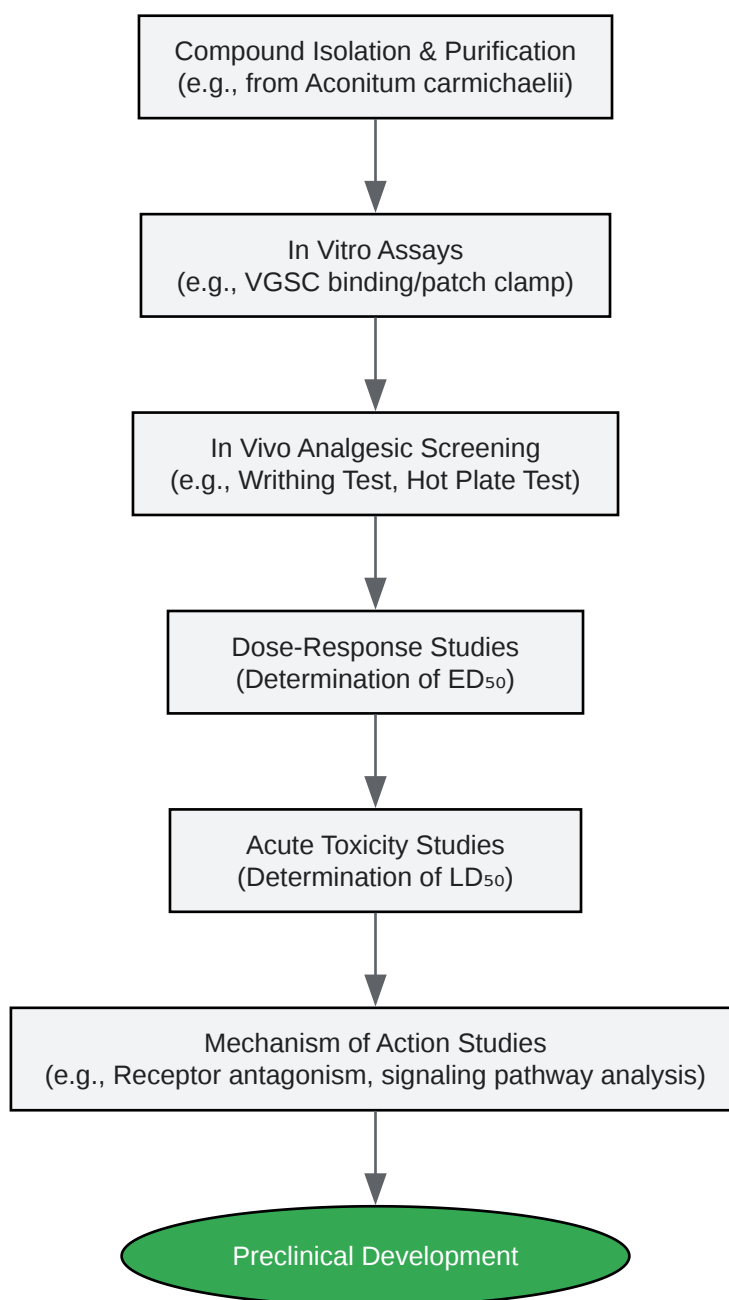 Compound Isolation & Purification
(e.g., from Aconitum carmichaelii)
In Vitro Assays
(e.g., VGSC binding/patch clamp)
In Vivo Analgesic Screening
(e.g., Writhing Test, Hot Plate Test)
Dose-Response Studies
(Determination of ED₅₀)
Acute Toxicity Studies
(Determination of LD₅₀)
Mechanism of Action Studies
(e.g., Receptor antagonism, signaling pathway analysis)
Preclinical Development